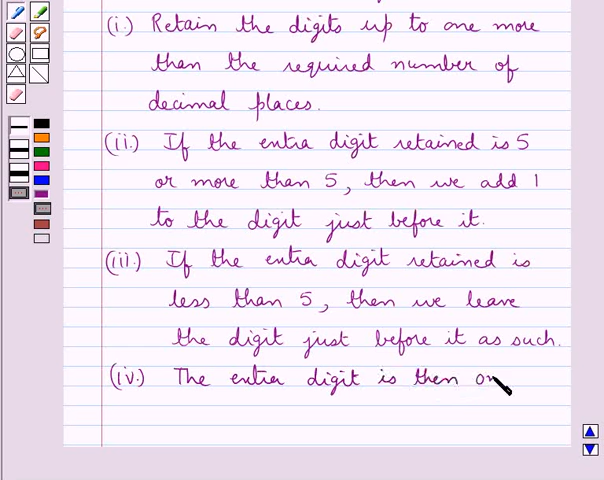 (i.) Retain the digits up to one more
than the required number of
decimal places.
(ii.) If the extra digit retained is 5
or more than 5, then we add 1
to the digit just before it.
(iii.) If the extra digit retained is
less than 5, then we leave
the digit just before it as such.
(iv.) The extra digit is then om